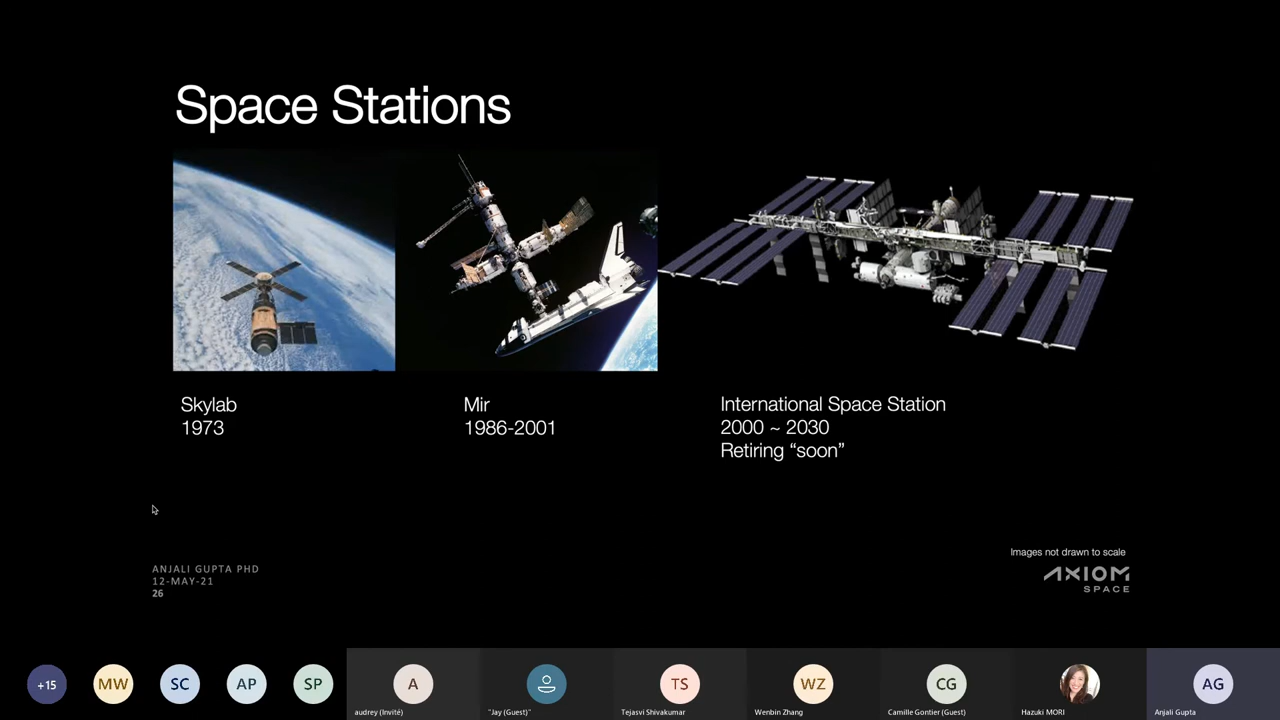 Space Stations
Skylab
1973
Mir
1986-2001
International Space Station
2000 ~ 2030
Retiring “soon”
Images not drawn to scale
ANJALI GUPTA PHD
12-MAY-21
26
AXIOM
SPACE
+15
MW
SC
AP
SP
A
TS
WZ
CG
AG
audrey (Invité)
"Jay (Guest)"
Tejasvi Shivakumar
Wenbin Zhang
Camille Gontier (Guest)
Hazuki MORI
Anjali Gupta